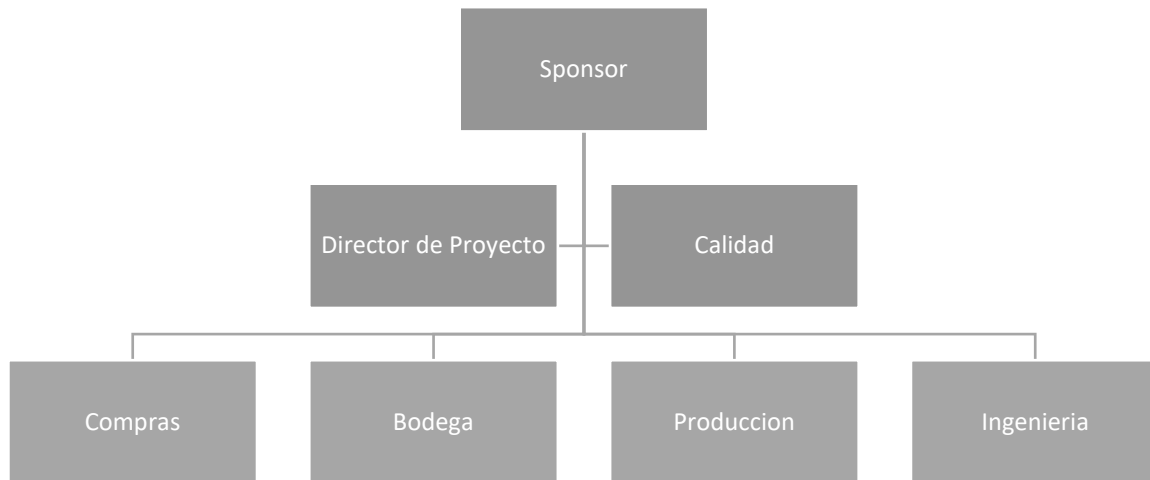 Sponsor
Director de Proyecto
Calidad
Compras
Bodega
Produccion
Ingenieria